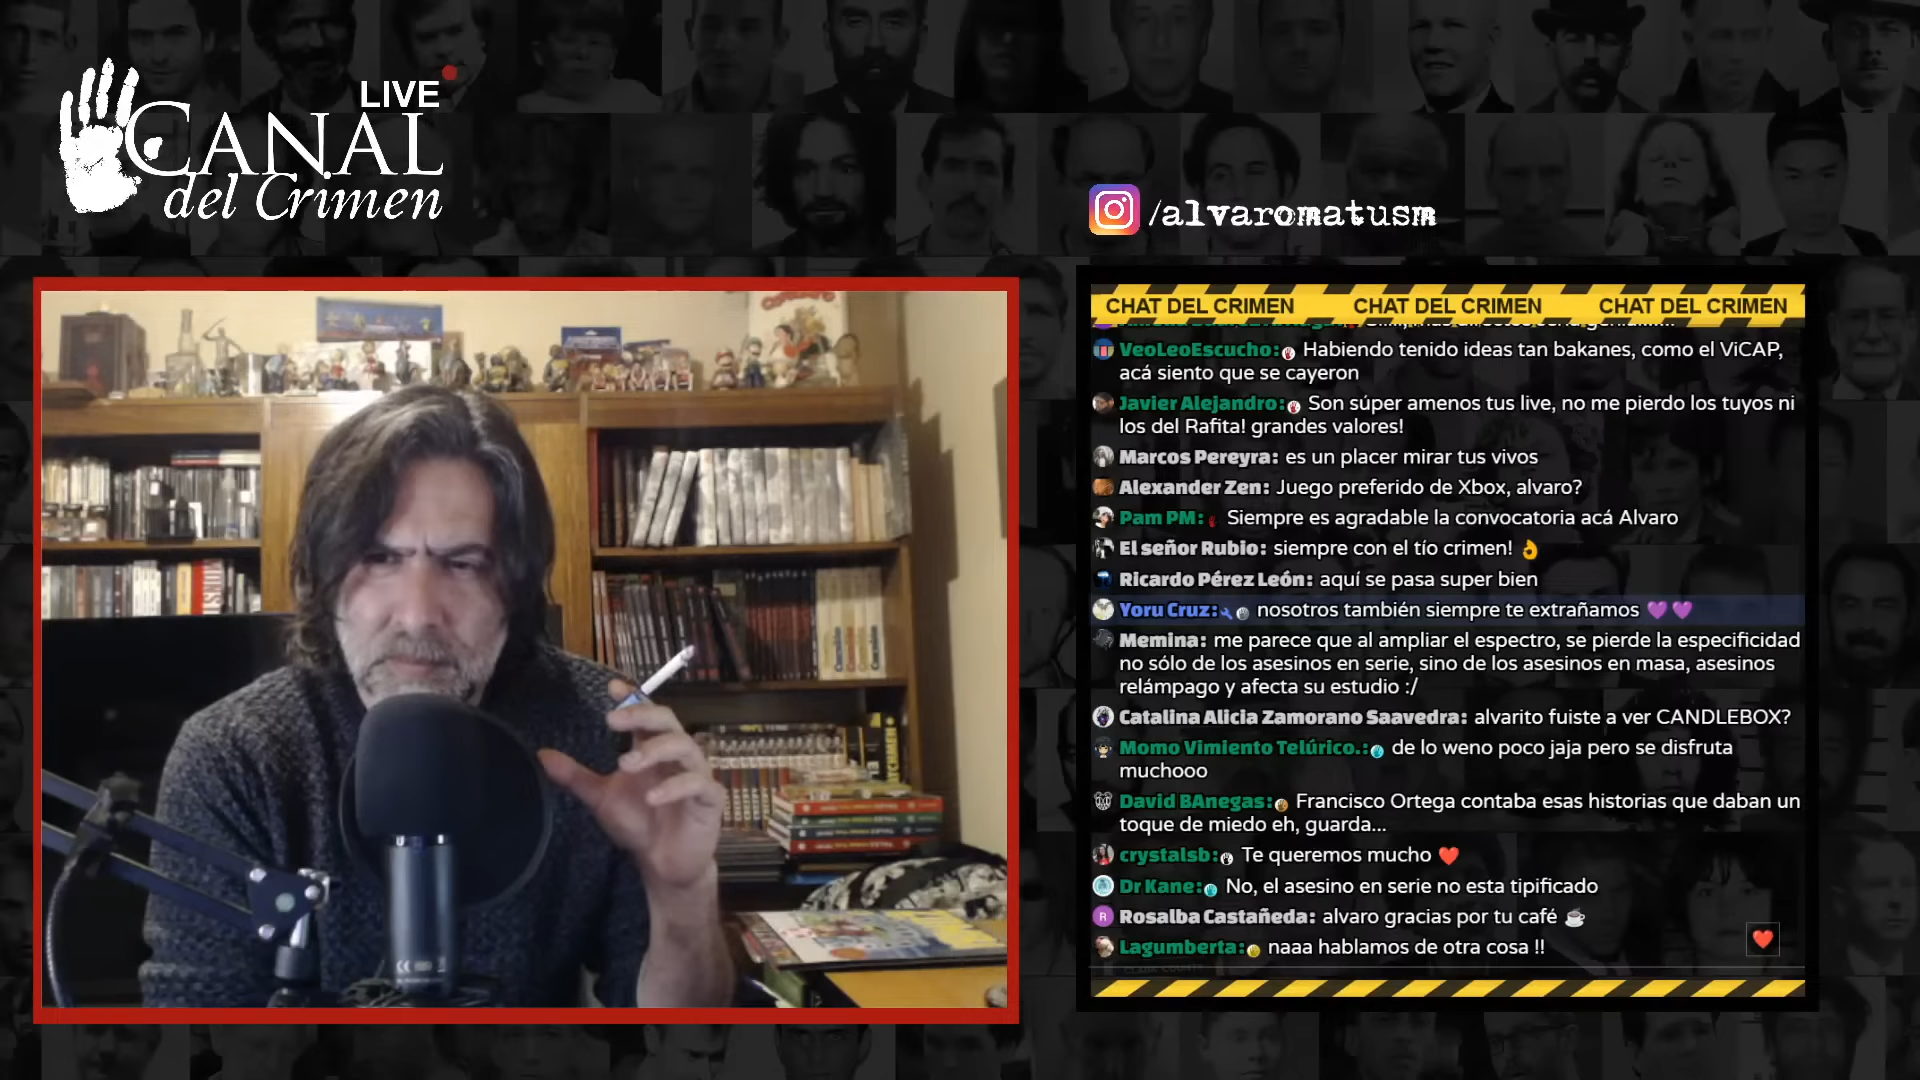 LIVE
CANAL
del Crimen
/alvaromatusm
CHAT DEL CRIMEN CHAT DEL CRIMEN CHAT DEL CRIMEN
VeoLeoEscucho: Habiendo tenido ideas tan bakanes, como el ViCAP,
acá siento que se cayeron
Javier Alejandro: Son súper amenos tus live, no me pierdo los tuyos ni
los del Rafita! grandes valores!
Marcos Pereyra: es un placer mirar tus vivos
Alexander Zen: Juego preferido de Xbox, alvaro?
Pam PM: Siempre es agradable la convocatoria acá Alvaro
El señor Rubio: siempre con el tío crimen! 👌
Ricardo Pérez León: aquí se pasa super bien
Yoru Cruz: nosotros también siempre te extrañamos 💜💜
Memina: me parece que al ampliar el espectro, se pierde la especificidad
no sólo de los asesinos en serie, sino de los asesinos en masa, asesinos
relámpago y afecta su estudio :/
Catalina Alicia Zamorano Saavedra: alvarito fuiste a ver CANDLEBOX?
Momo Vimiento Telúrico.: de lo weno poco jaja pero se disfruta
muchooo
David BAnegas: Francisco Ortega contaba esas historias que daban un
toque de miedo eh, guarda...
crystalsb: Te queremos mucho ❤️
Dr Kane: No, el asesino en serie no esta tipificado
R Rosalba Castañeda: alvaro gracias por tu café ☕
Lagumberta: naaa hablamos de otra cosa !!